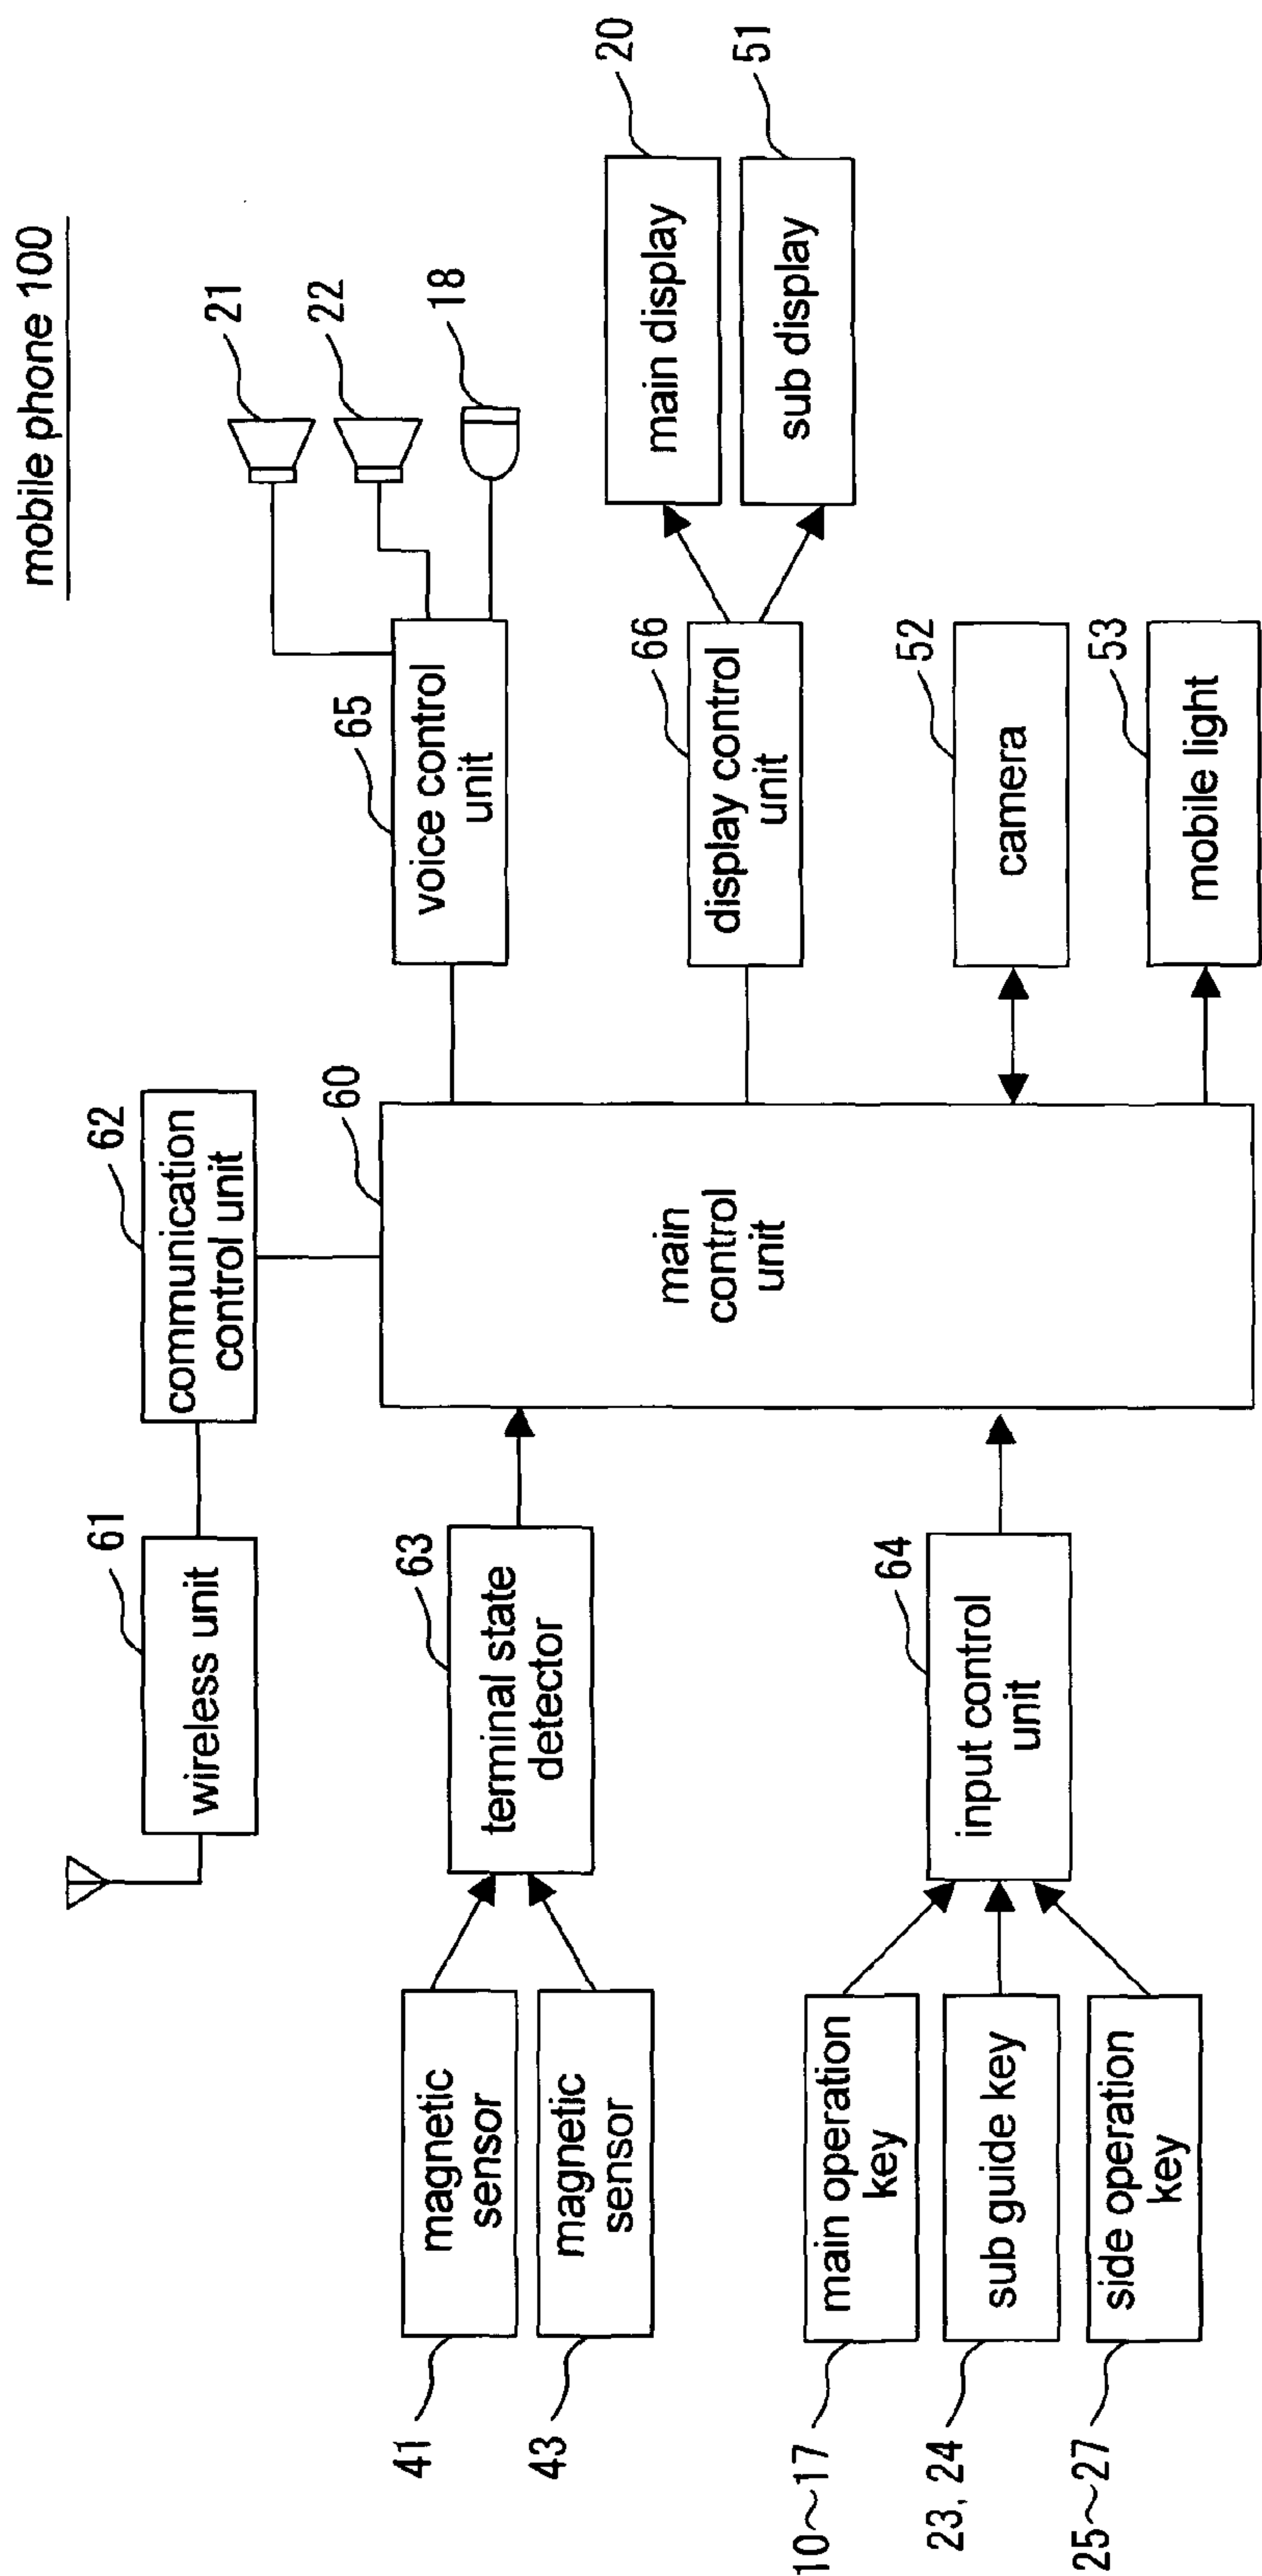 mobile phone 100
61
wireless unit
62
communication
control unit
21
22
18
65
voice control
unit
41
magnetic
sensor
43
magnetic
sensor
63
terminal state
detector
60
main
control
unit
66
display control
unit
20
main display
51
sub display
10~17
main operation
key
23, 24
sub guide key
25~27
side operation
key
64
input control
unit
52
camera
53
mobile light